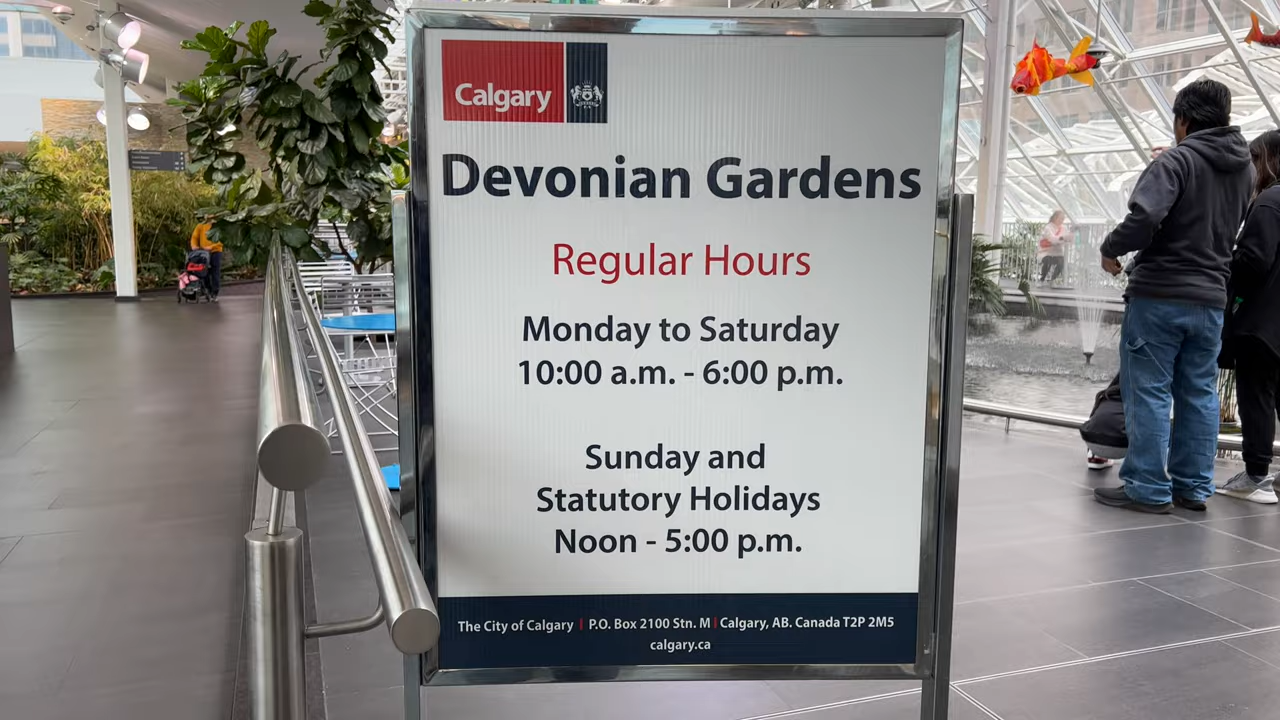 Calgary
Devonian Gardens
Regular Hours
Monday to Saturday
10:00 a.m. - 6:00 p.m.
Sunday and
Statutory Holidays
Noon - 5:00 p.m.
The City of Calgary | P.O. Box 2100 Stn. M | Calgary, AB. Canada T2P 2M5
calgary.ca